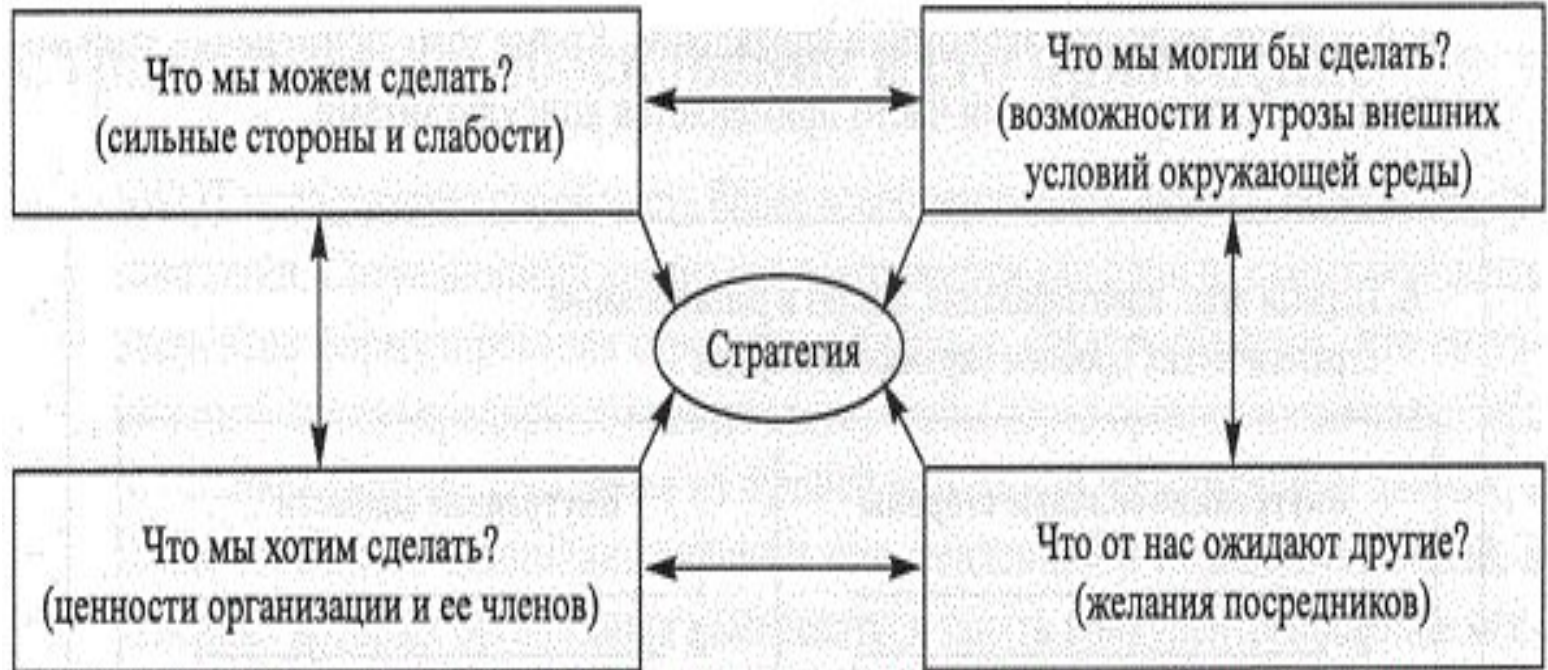 Что мы можем сделать?
(сильные стороны и слабости)
Что мы могли бы сделать?
(возможности и угрозы внешних
условий окружающей среды)
Стратегия
Что мы хотим сделать?
(ценности организации и ее членов)
Что от нас ожидают другие?
(желания посредников)